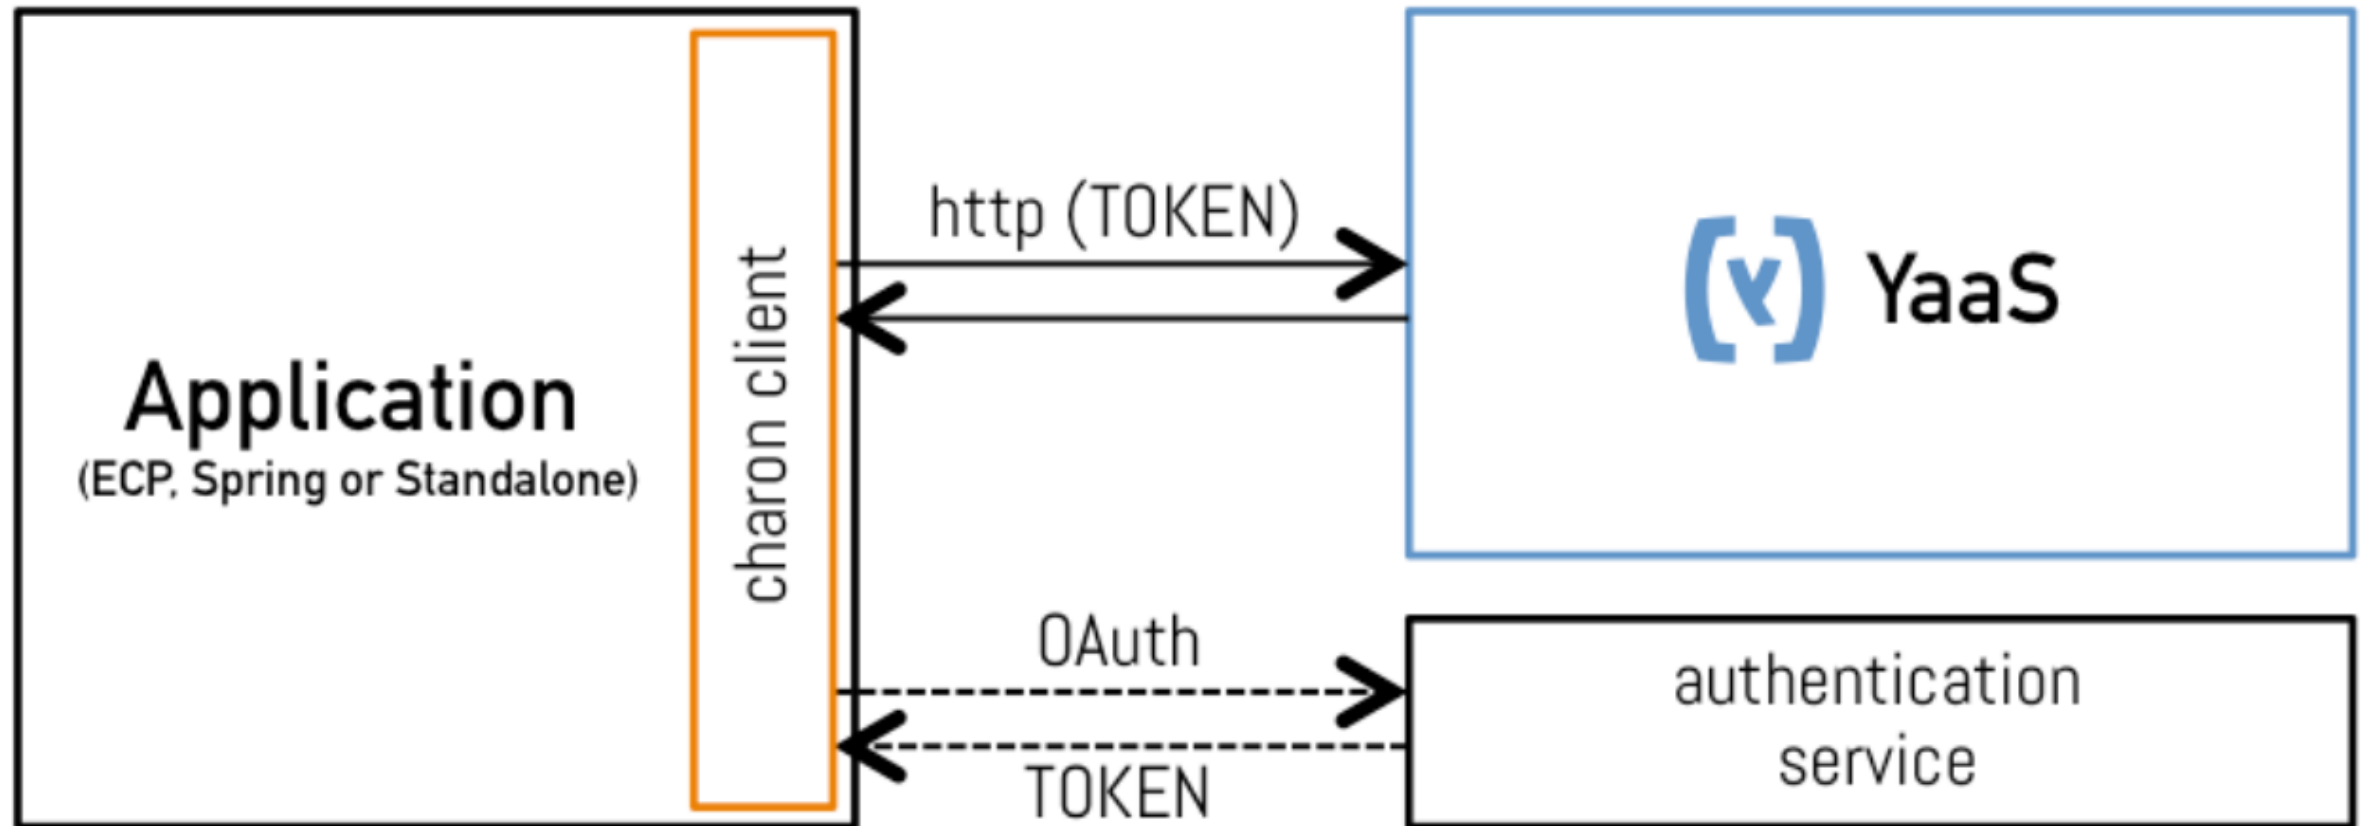 Application
(ECP, Spring or Standalone)
charon client
http (TOKEN)
YaaS
OAuth
TOKEN
authentication
service